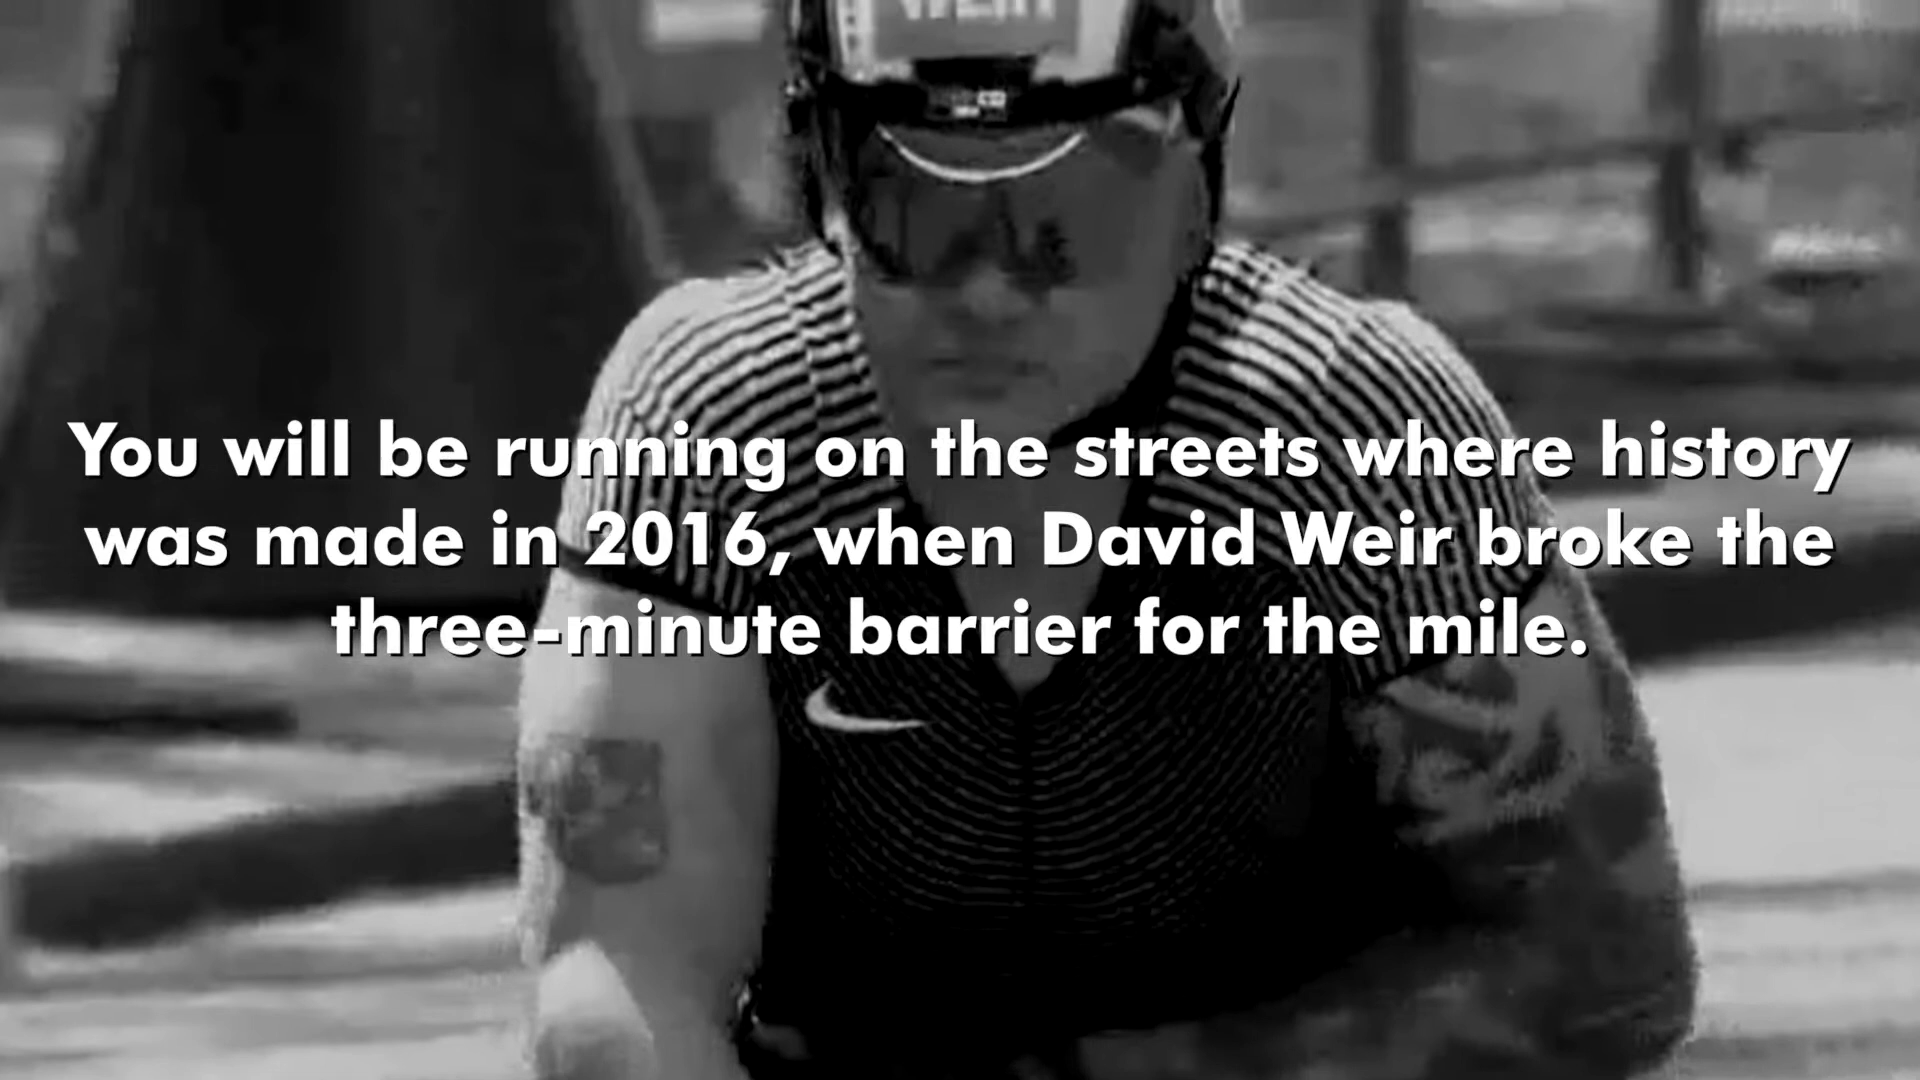 WEIR
You will be running on the streets where history
was made in 2016, when David Weir broke the
three-minute barrier for the mile.